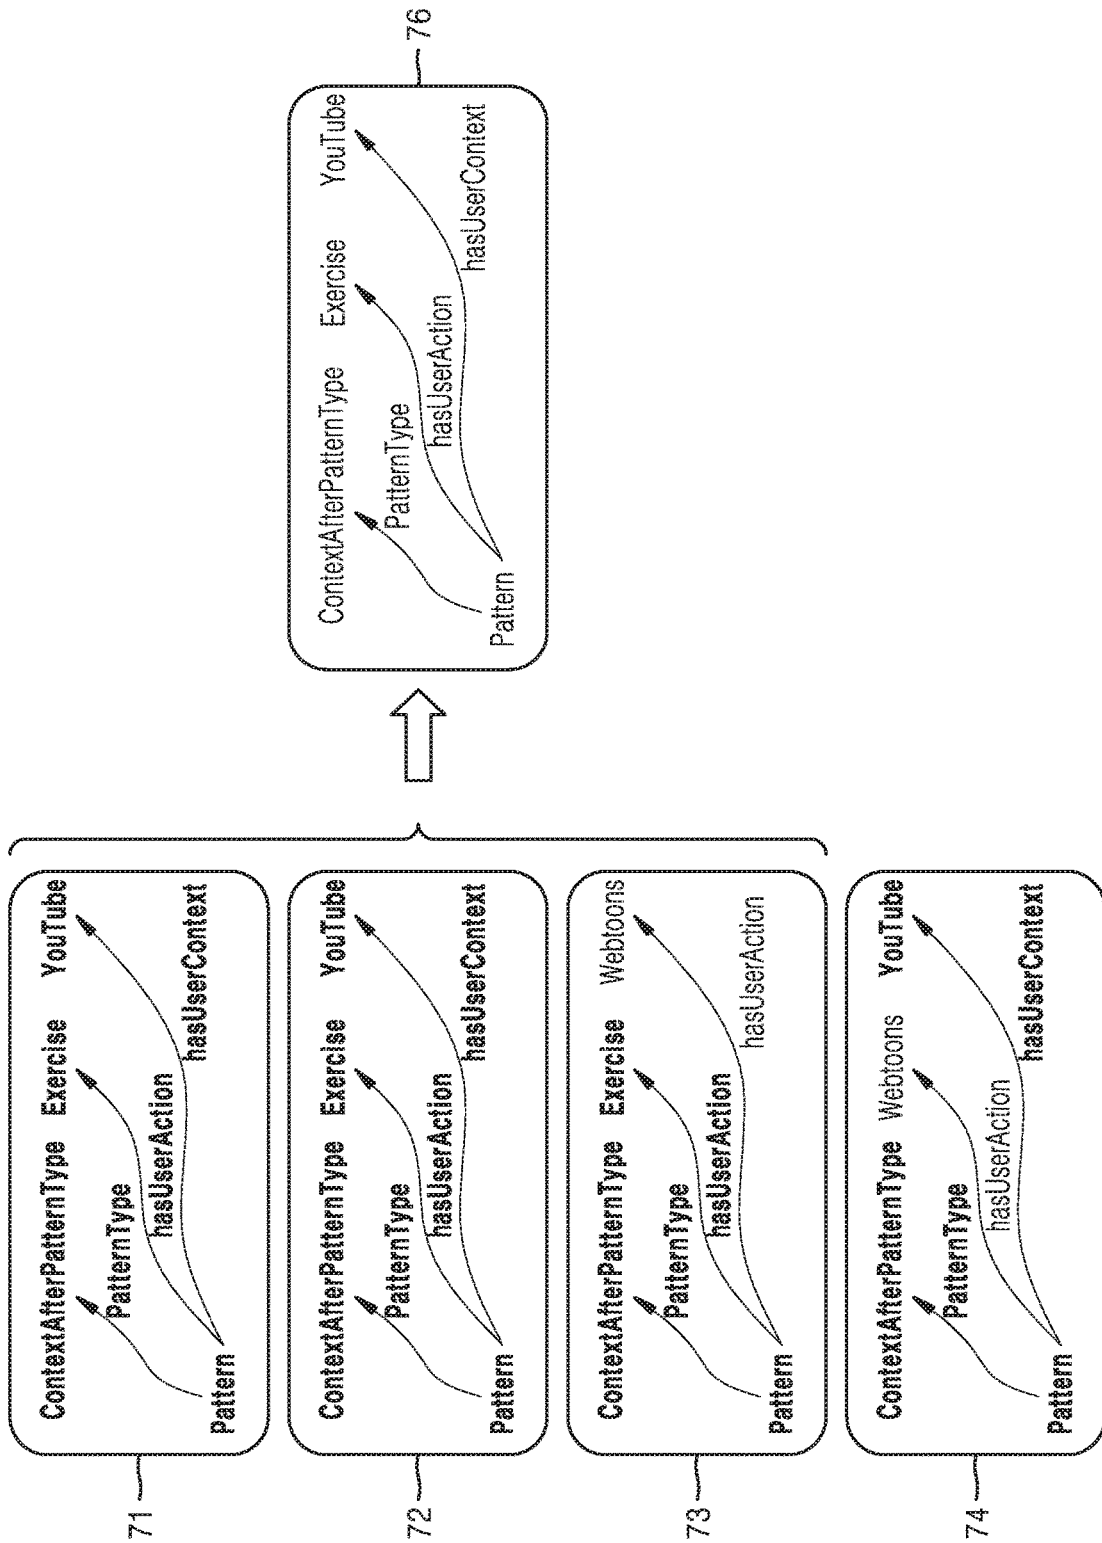 71
ContextAfterPatternType Exercise YouTube
PatternType
hasUserAction
hasUserContext
Pattern
72
ContextAfterPatternType Exercise YouTube
PatternType
hasUserAction
hasUserContext
Pattern
76
ContextAfterPatternType Exercise YouTube
PatternType
hasUserAction
hasUserContext
Pattern
73
ContextAfterPatternType Exercise Webtoons
PatternType
hasUserAction
hasUserAction
Pattern
74
ContextAfterPatternType Webtoons YouTube
PatternType
hasUserAction
hasUserContext
Pattern